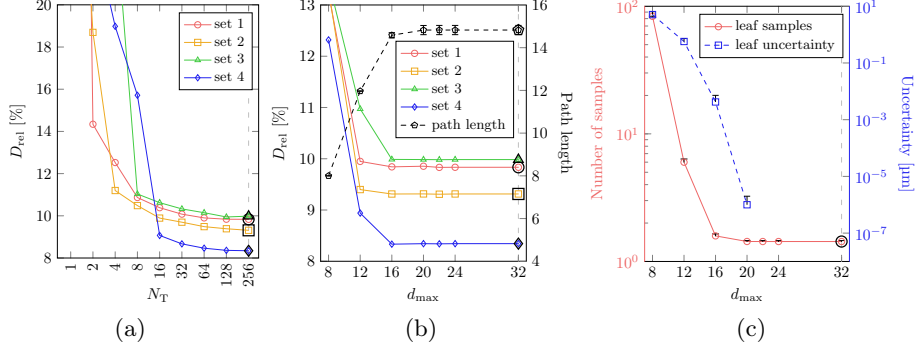 20
18
16
14
12
10
8
D_rel [%]
1 2 4 8 16 32 64 128 256
N_T
set 1
set 2
set 3
set 4
(a)
13
12
11
10
9
8
D_rel [%]
8 12 16 20 24 32
d_max
16
14
12
10
8
6
4
Path length
set 1
set 2
set 3
set 4
path length
(b)
10^2
10^1
10^0
Number of samples
8 12 16 20 24 32
d_max
10^1
10^-1
10^-2
10^-4
10^-6
10^-7
Uncertainty [µm]
leaf samples
leaf uncertainty
(c)